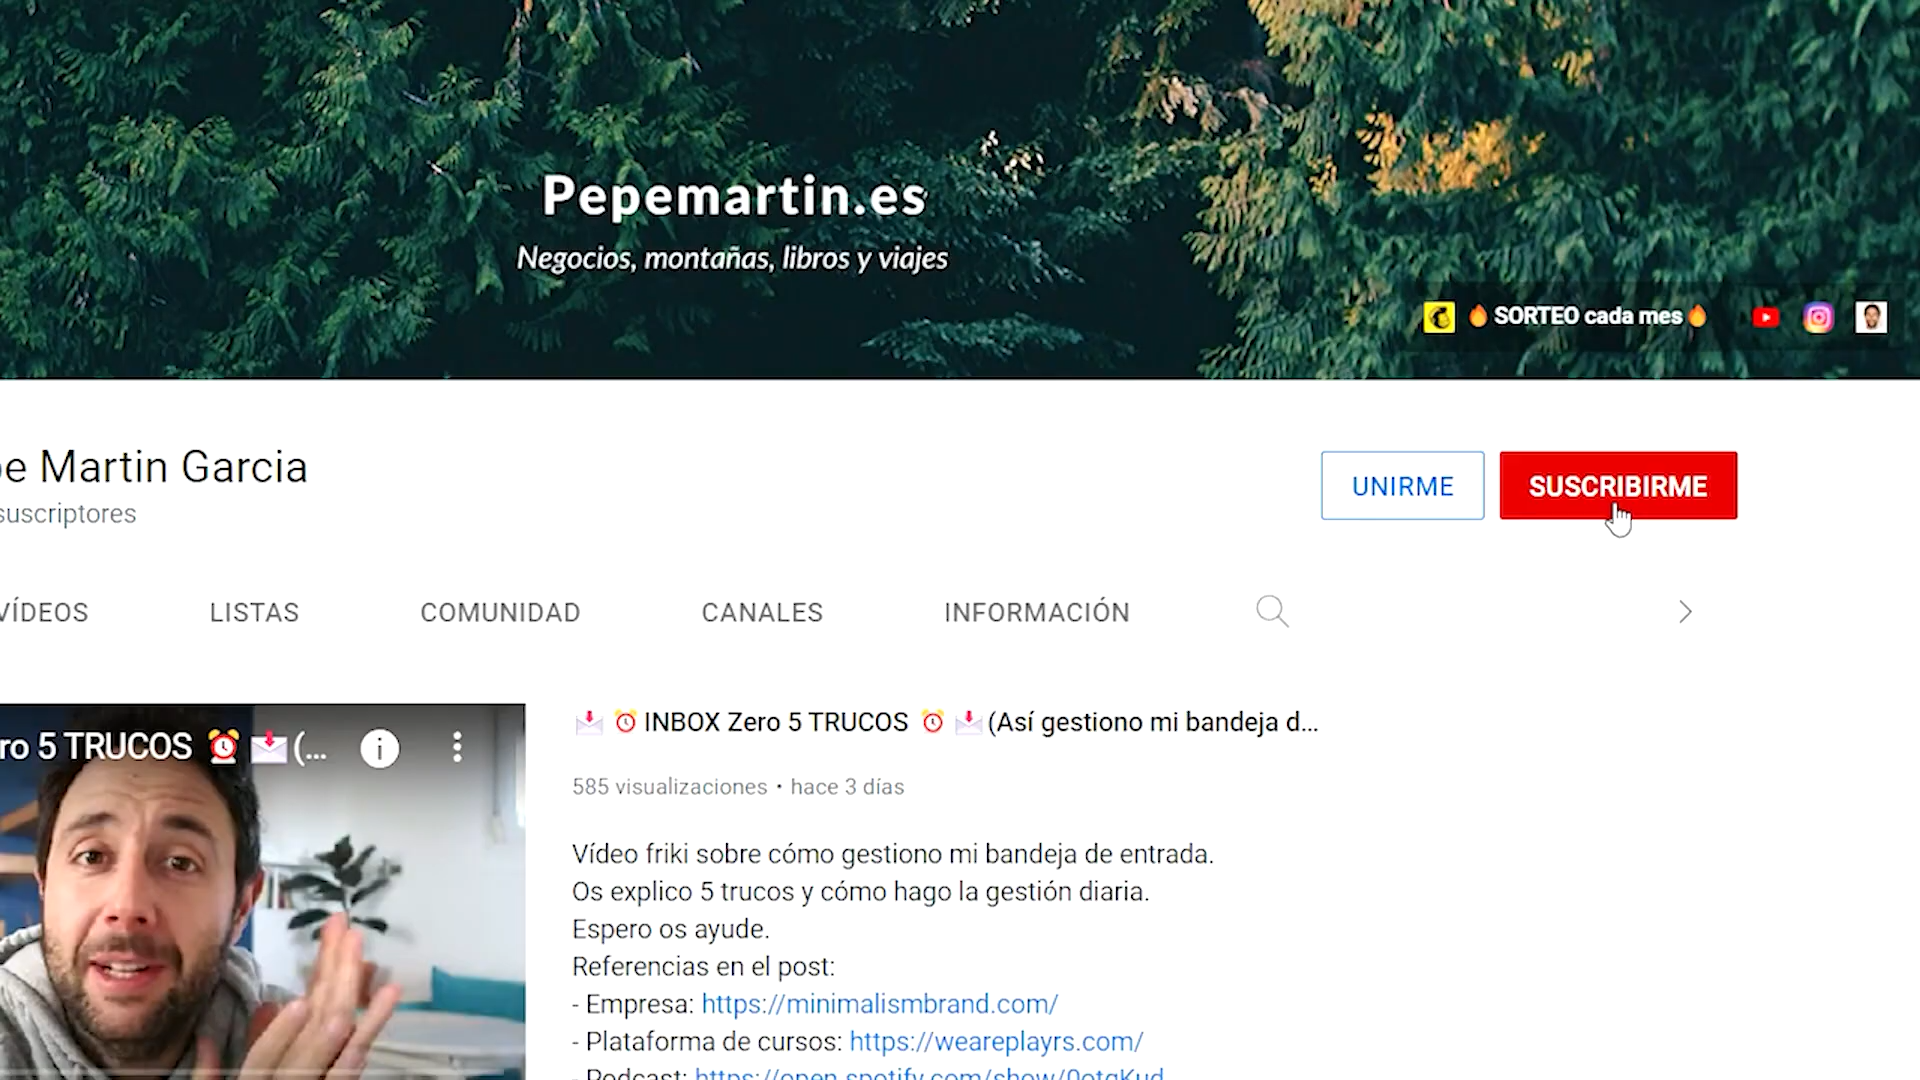 Pepemartin.es
Negocios, montañas, libros y viajes
SORTEO cada mes
Martin Garcia
suscriptores
UNIRME
SUSCRIBIRME
VÍDEOS
LISTAS
COMUNIDAD
CANALES
INFORMACIÓN
5 TRUCOS (...
INBOX Zero 5 TRUCOS (Así gestiono mi bandeja d...
585 visualizaciones • hace 3 días
Vídeo friki sobre cómo gestiono mi bandeja de entrada.
Os explico 5 trucos y cómo hago la gestión diaria.
Espero os ayude.
Referencias en el post:
- Empresa: https://minimalismbrand.com/
- Plataforma de cursos: https://weareplayrs.com/
- Podcast: